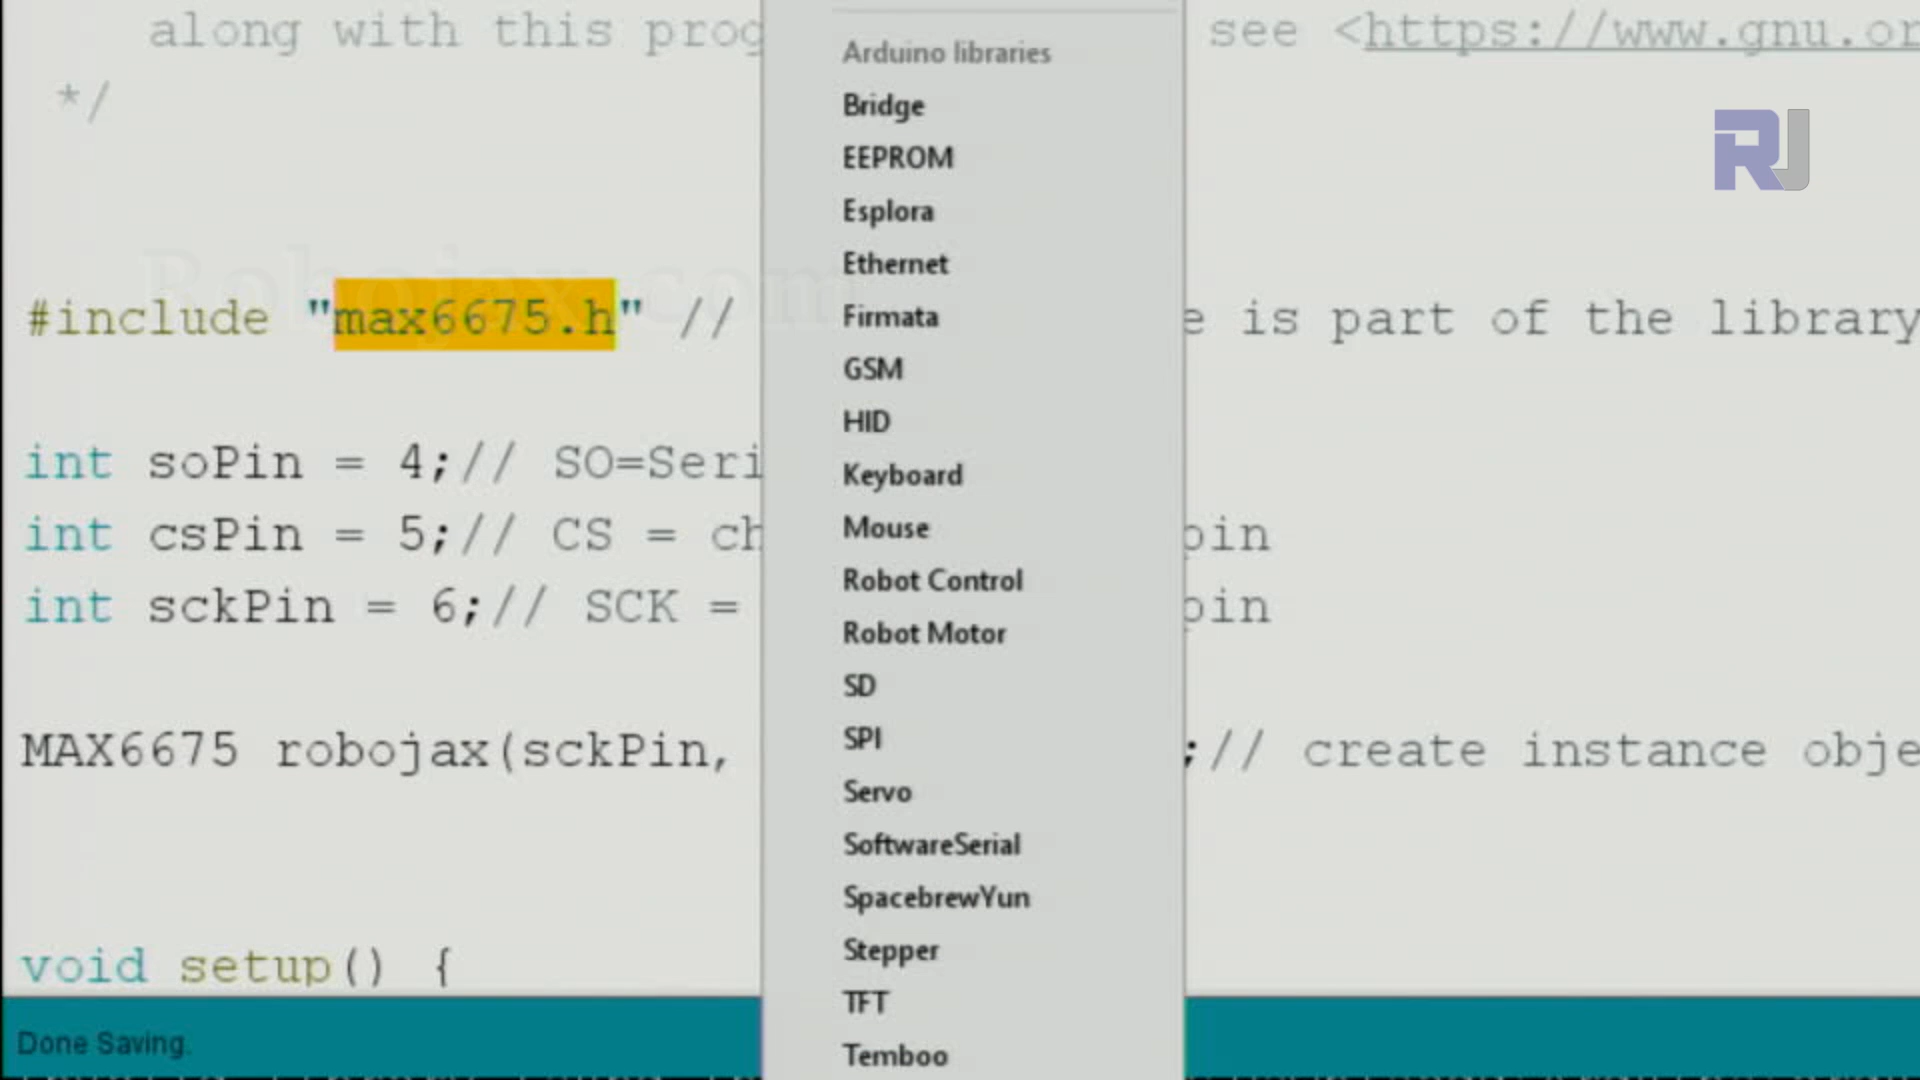 along with this prog
see <https://www.gnu.or
*/
RJ
Robojax.com
#include "max6675.h" //
e is part of the library
int soPin = 4;// SO=Seri
int csPin = 5;// CS = ch
pin
int sckPin = 6;// SCK =
pin
MAX6675 robojax(sckPin,
;// create instance obje
void setup() {
Done Saving.
Arduino libraries
Bridge
EEPROM
Esplora
Ethernet
Firmata
GSM
HID
Keyboard
Mouse
Robot Control
Robot Motor
SD
SPI
Servo
SoftwareSerial
SpacebrewYun
Stepper
TFT
Temboo